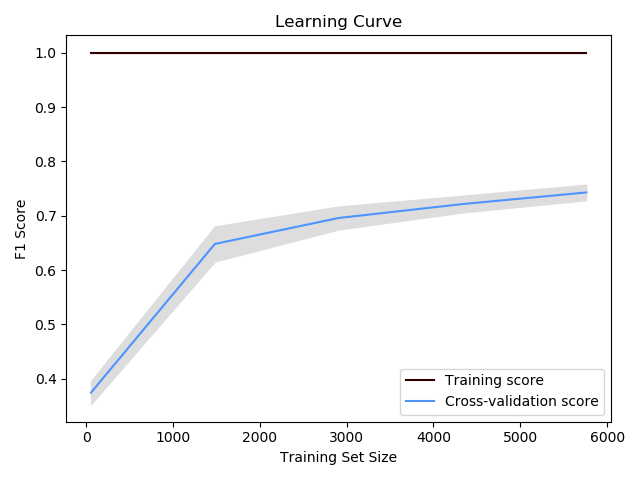 Learning Curve
1.0
0.9
0.8
0.7
0.6
0.5
0.4
F1 Score
Training score
Cross-validation score
0 1000 2000 3000 4000 5000 6000
Training Set Size